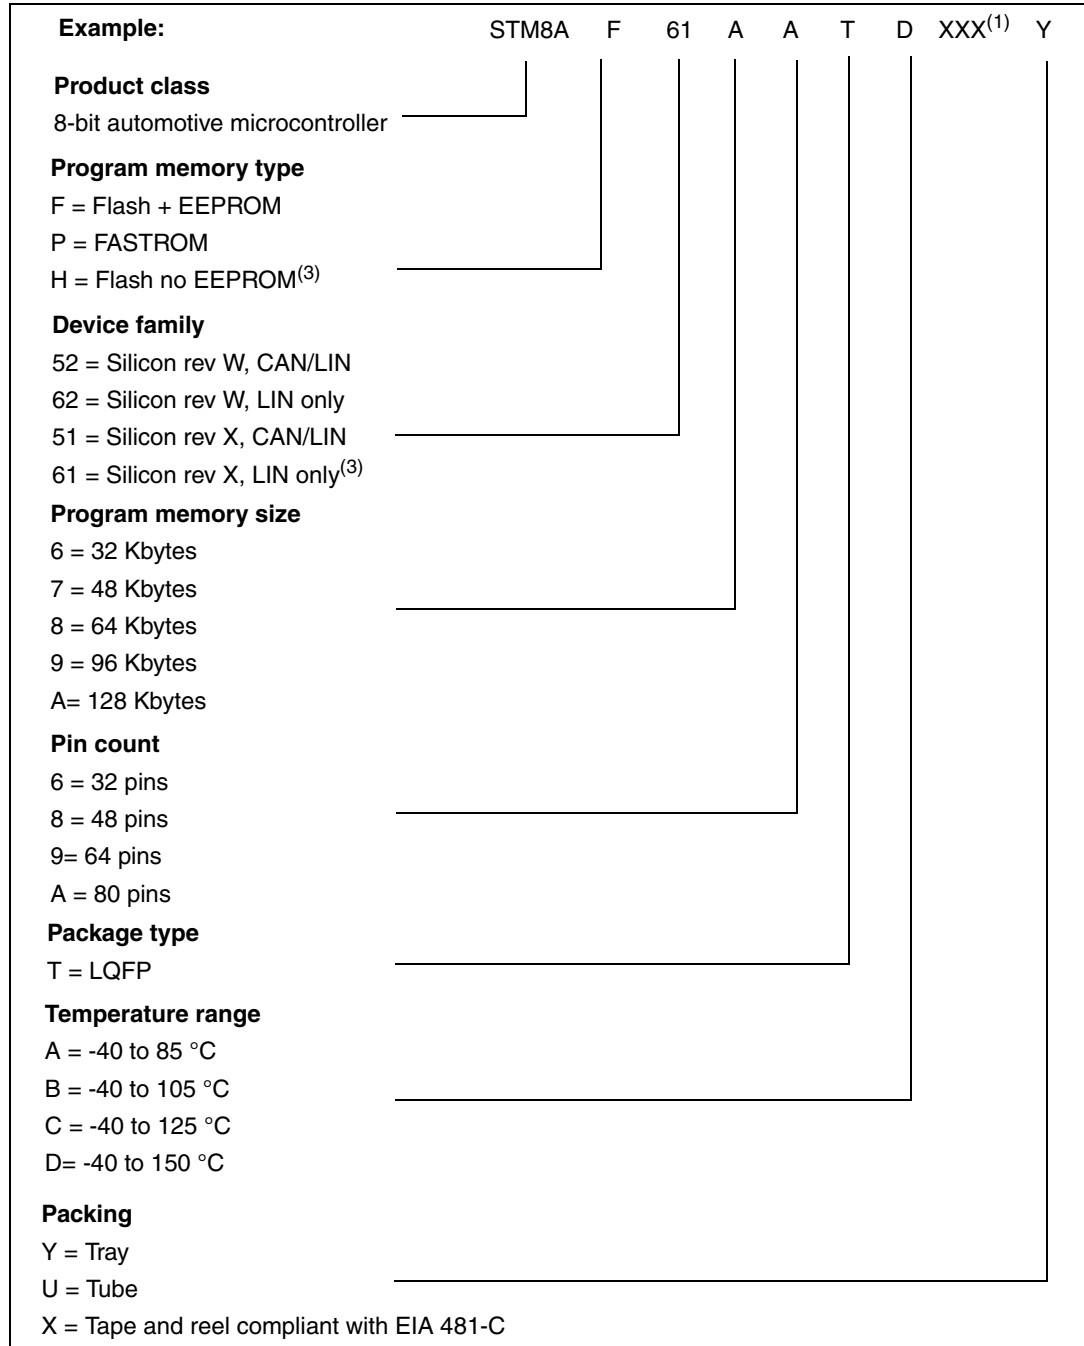 Example: STM8A F 61 A A T D XXX(1) Y
Product class
8-bit automotive microcontroller
Program memory type
F = Flash + EEPROM
P = FASTROM
H = Flash no EEPROM(3)
Device family
52 = Silicon rev W, CAN/LIN
62 = Silicon rev W, LIN only
51 = Silicon rev X, CAN/LIN
61 = Silicon rev X, LIN only(3)
Program memory size
6 = 32 Kbytes
7 = 48 Kbytes
8 = 64 Kbytes
9 = 96 Kbytes
A= 128 Kbytes
Pin count
6 = 32 pins
8 = 48 pins
9= 64 pins
A = 80 pins
Package type
T = LQFP
Temperature range
A = -40 to 85 °C
B = -40 to 105 °C
C = -40 to 125 °C
D= -40 to 150 °C
Packing
Y = Tray
U = Tube
X = Tape and reel compliant with EIA 481-C